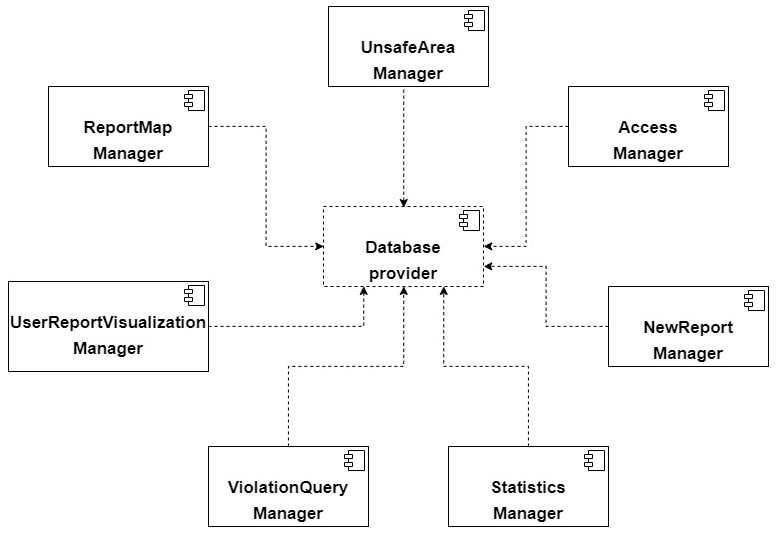 UnsafeArea
Manager
ReportMap
Manager
Access
Manager
Database
provider
UserReportVisualization
Manager
NewReport
Manager
ViolationQuery
Manager
Statistics
Manager